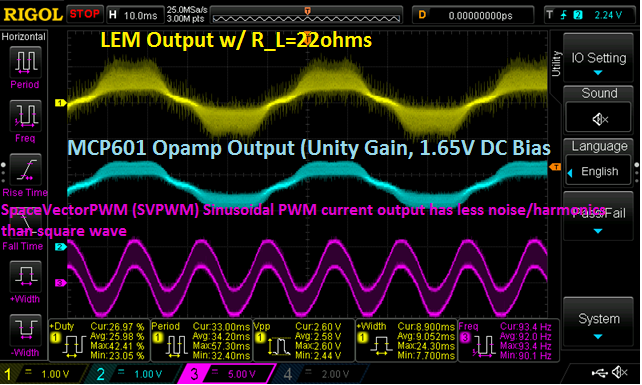 RIGOL STOP H 10.0ms 25.0MSa/s 3.00M pts D 0.00000000ps T 2 2.24 V
Horizontal
Period
Freq
Rise Time
Fall Time
+Width
-Width
LEM Output w/ R_L=22ohms
MCP601 Opamp Output (Unity Gain, 1.65V DC Bias
SpaceVectorPWM (SVPWM) Sinusoidal PWM current output has less noise/harmonics
than square wave
T
1
2
3
Utility
IO Setting
Sound
Language
English
Pass/Fail
System
+Duty Cur:26.97 % Avg:25.98 % Max:42.41 % Min:23.05 %
Period Cur:33.00ms Avg:34.20ms Max:57.30ms Min:32.40ms
Vpp Cur:2.60 V Avg:2.58 V Max:2.60 V Min:2.44 V
+Width Cur:8.900ms Avg:9.052ms Max:24.30ms Min:7.700ms
Freq Cur:93.4 Hz Avg:92.0 Hz Max:93.4 Hz Min:90.1 Hz
1 = 1.00 V 2 = 1.00 V 3 = 5.00 V 4 = 2.00 V